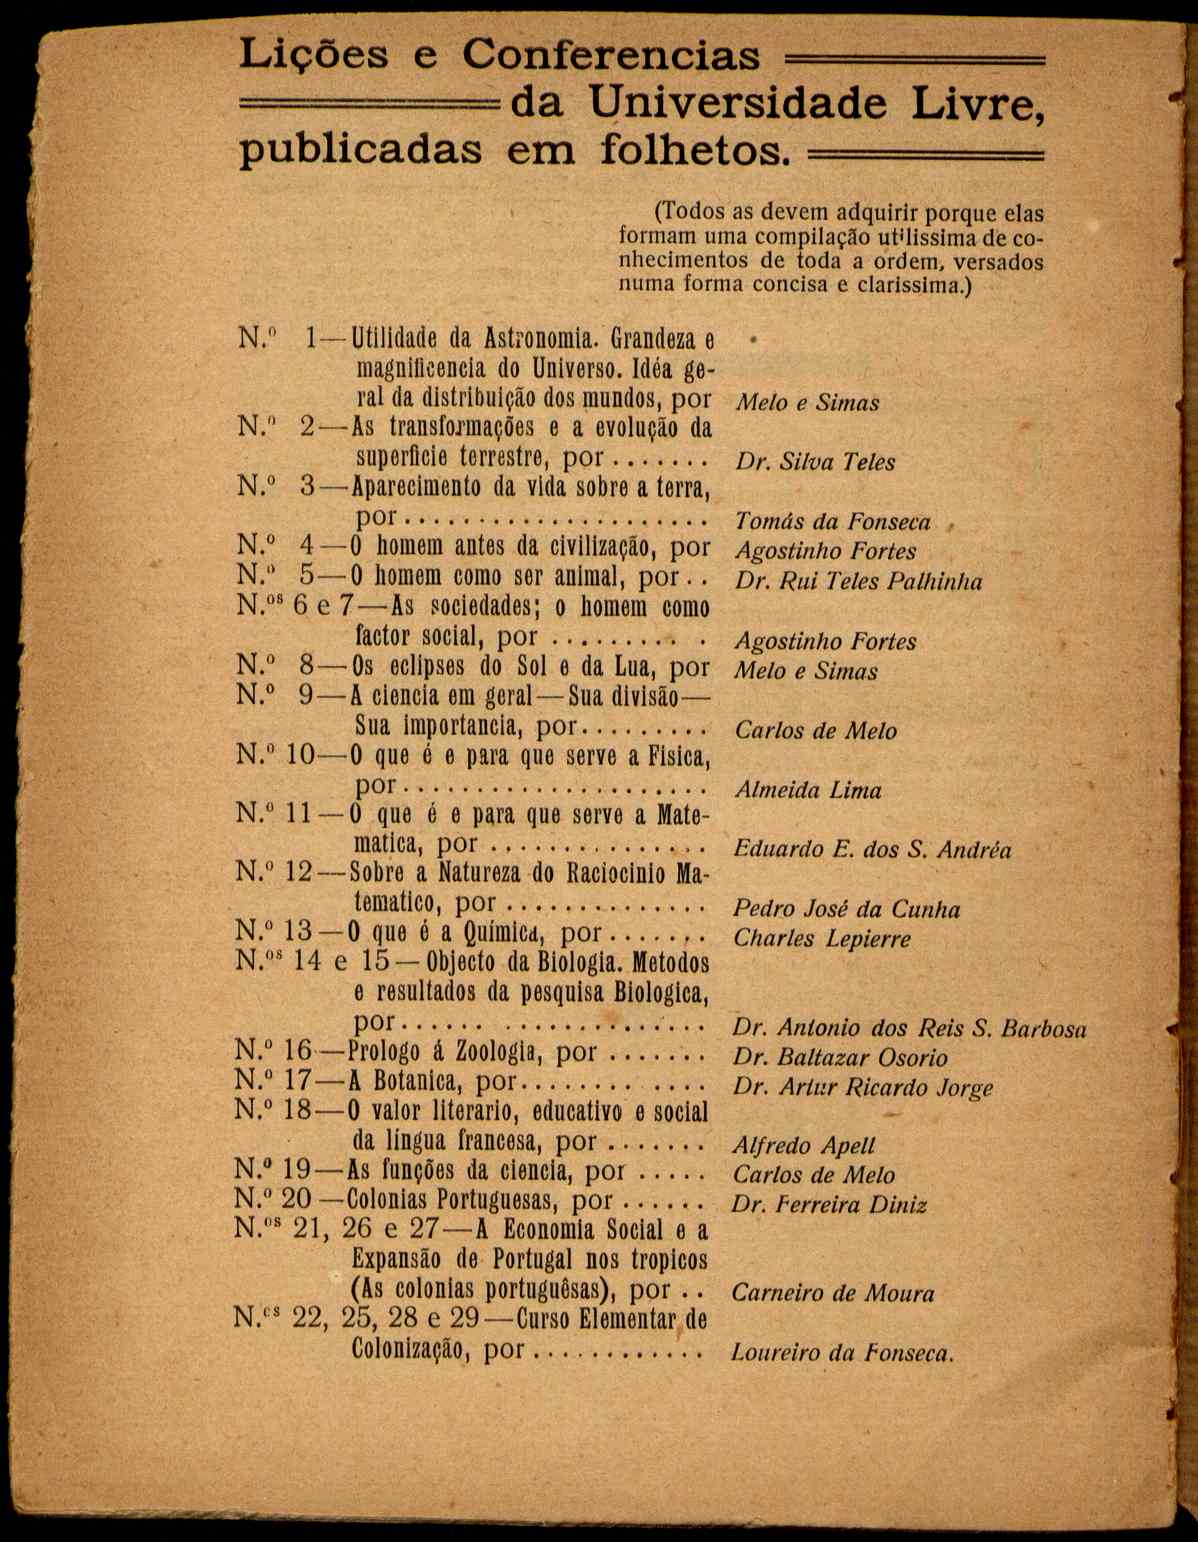 Lições e Conferencias
da Universidade Livre,
publicadas em folhetos.
(Todos as devem adquirir porque elas
formam uma compilação utilissima de co-
nhecimentos de toda a ordem, versados
numa forma concisa e clarissima.)
N.º 1—Utilidade da Astronomia. Grandeza e
magnificencia do Universo. Idéa ge-
ral da distribuição dos mundos, por Melo e Simas
N.º 2—As transformações e a evolução da
superficie terrestre, por ....... Dr. Silva Teles
N.º 3—Aparecimento da vida sobre a terra,
por ..................... Tomás da Fonseca
N.º 4—O homem antes da civilização, por Agostinho Fortes
N.º 5—O homem como ser animal, por .. Dr. Rui Teles Palhinha
N.ºs 6 e 7—As sociedades; o homem como
factor social, por .......... Agostinho Fortes
N.º 8—Os eclipses do Sol e da Lua, por Melo e Simas
N.º 9—A ciencia em geral—Sua divisão—
Sua importancia, por ......... Carlos de Melo
N.º 10—O que é e para que serve a Fisica,
por ..................... Almeida Lima
N.º 11—O que é e para que serve a Mate-
matica, por ............... Eduardo E. dos S. Andréa
N.º 12—Sobre a Natureza do Raciocinio Ma-
tematico, por .............. Pedro José da Cunha
N.º 13—O que é a Química, por ....... Charles Lepierre
N.ºs 14 e 15—Objecto da Biologia. Metodos
e resultados da pesquisa Biologica,
por ...... .............. Dr. Antonio dos Reis S. Barbosa
N.º 16—Prologo á Zoologia, por ....... Dr. Baltazar Osorio
N.º 17—A Botanica, por ........ .... Dr. Artur Ricardo Jorge
N.º 18—O valor literario, educativo e social
da língua francesa, por ....... Alfredo Apell
N.º 19—As funções da ciencia, por ..... Carlos de Melo
N.º 20—Colonias Portuguesas, por ...... Dr. Ferreira Diniz
N.ºs 21, 26 e 27—A Economia Social e a
Expansão de Portugal nos tropicos
(As colonias portuguêsas), por .. Carneiro de Moura
N.ºs 22, 25, 28 e 29—Curso Elementar de
Colonização, por ............ Loureiro da Fonseca.